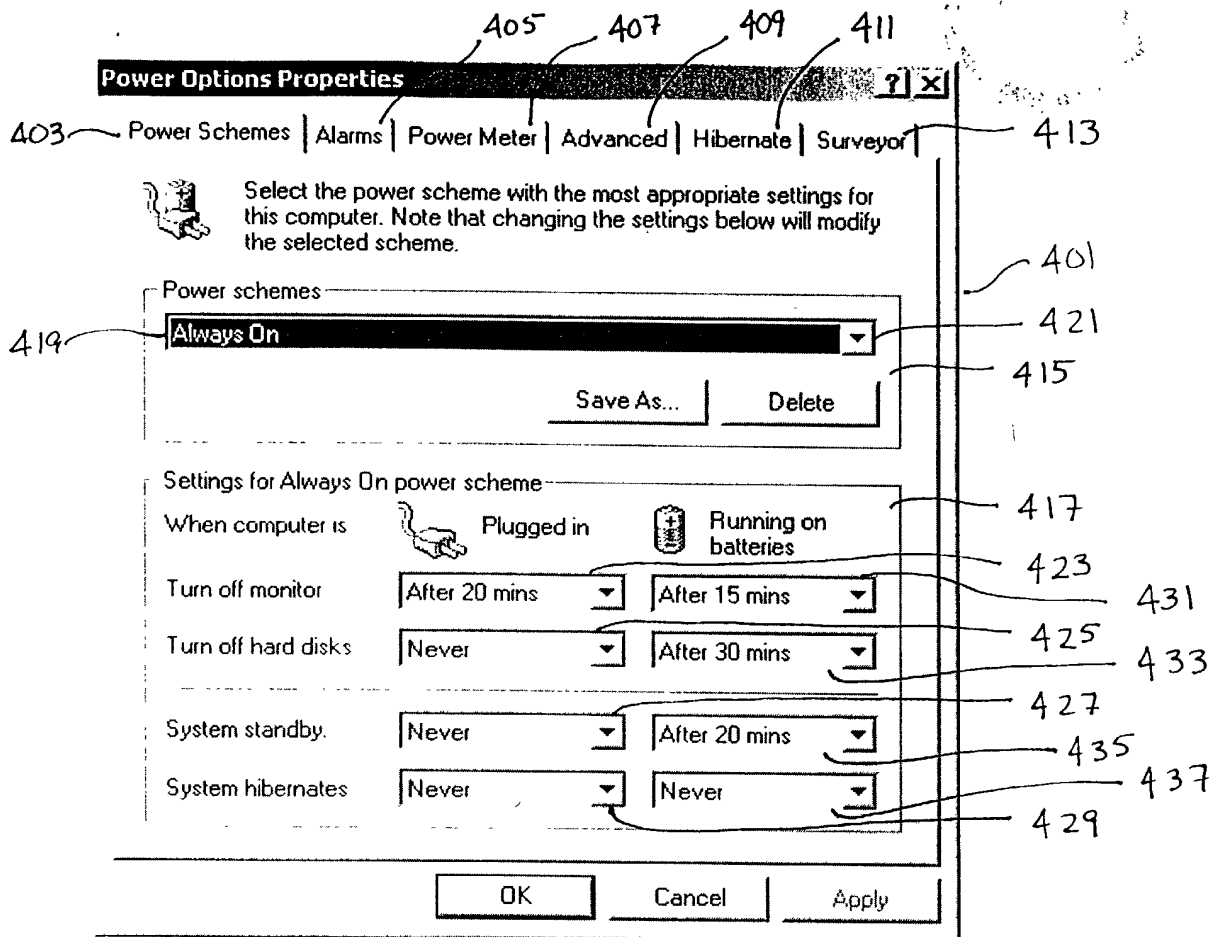 405 407 409 411
Power Options Properties ? X
403 Power Schemes Alarms Power Meter Advanced Hibernate Surveyor 413
Select the power scheme with the most appropriate settings for
this computer. Note that changing the settings below will modify
the selected scheme.
401
Power schemes
419 Always On 421
415
Save As... Delete
Settings for Always On power scheme
417
When computer is Plugged in Running on
batteries
423
Turn off monitor After 20 mins After 15 mins 431
425
Turn off hard disks Never After 30 mins 433
427
System standby. Never After 20 mins 435
System hibernates Never Never 437
429
OK Cancel Apply